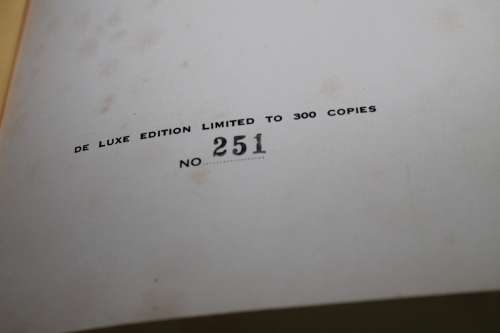 DE LUXE EDITION LIMITED TO 300 COPIES
NO 251